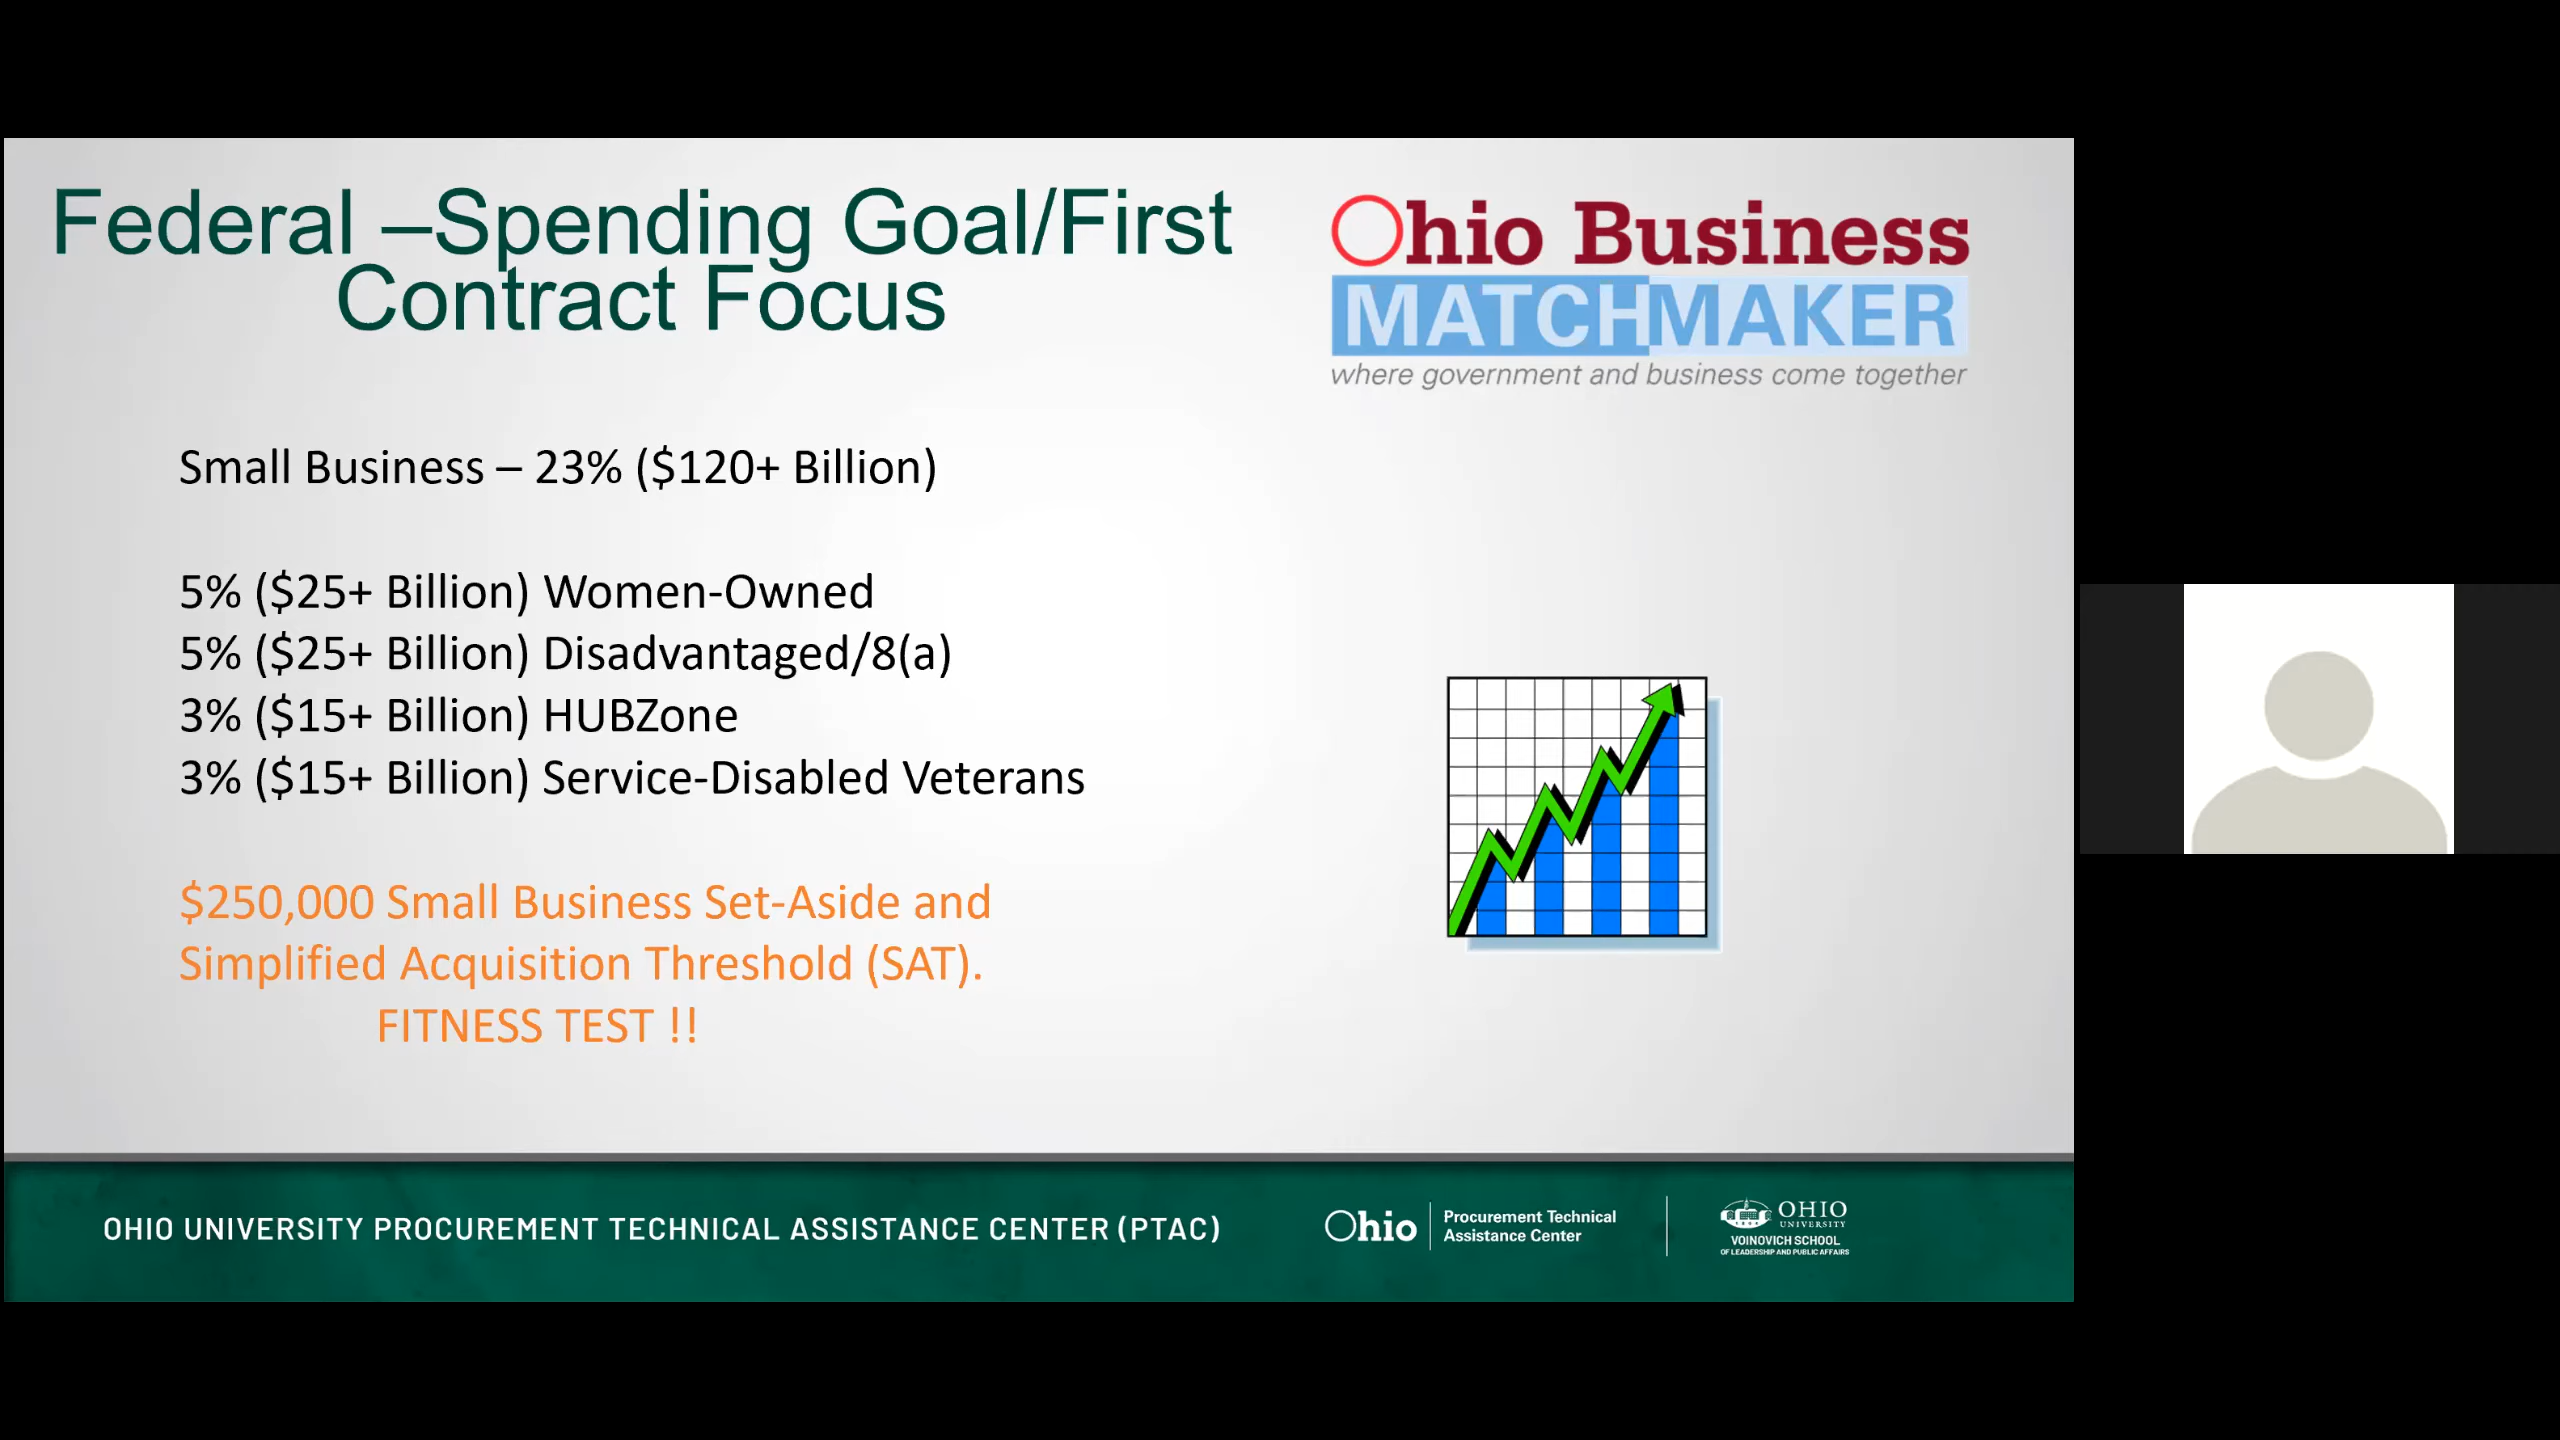 Federal –Spending Goal/First
Contract Focus
Ohio Business
MATCHMAKER
where government and business come together
Small Business – 23% ($120+ Billion)
5% ($25+ Billion) Women-Owned
5% ($25+ Billion) Disadvantaged/8(a)
3% ($15+ Billion) HUBZone
3% ($15+ Billion) Service-Disabled Veterans
$250,000 Small Business Set-Aside and
Simplified Acquisition Threshold (SAT).
FITNESS TEST !!
OHIO UNIVERSITY PROCUREMENT TECHNICAL ASSISTANCE CENTER (PTAC)
Ohio
Procurement Technical
Assistance Center
OHIO
UNIVERSITY
VOINOVICH SCHOOL
OF LEADERSHIP AND PUBLIC AFFAIRS